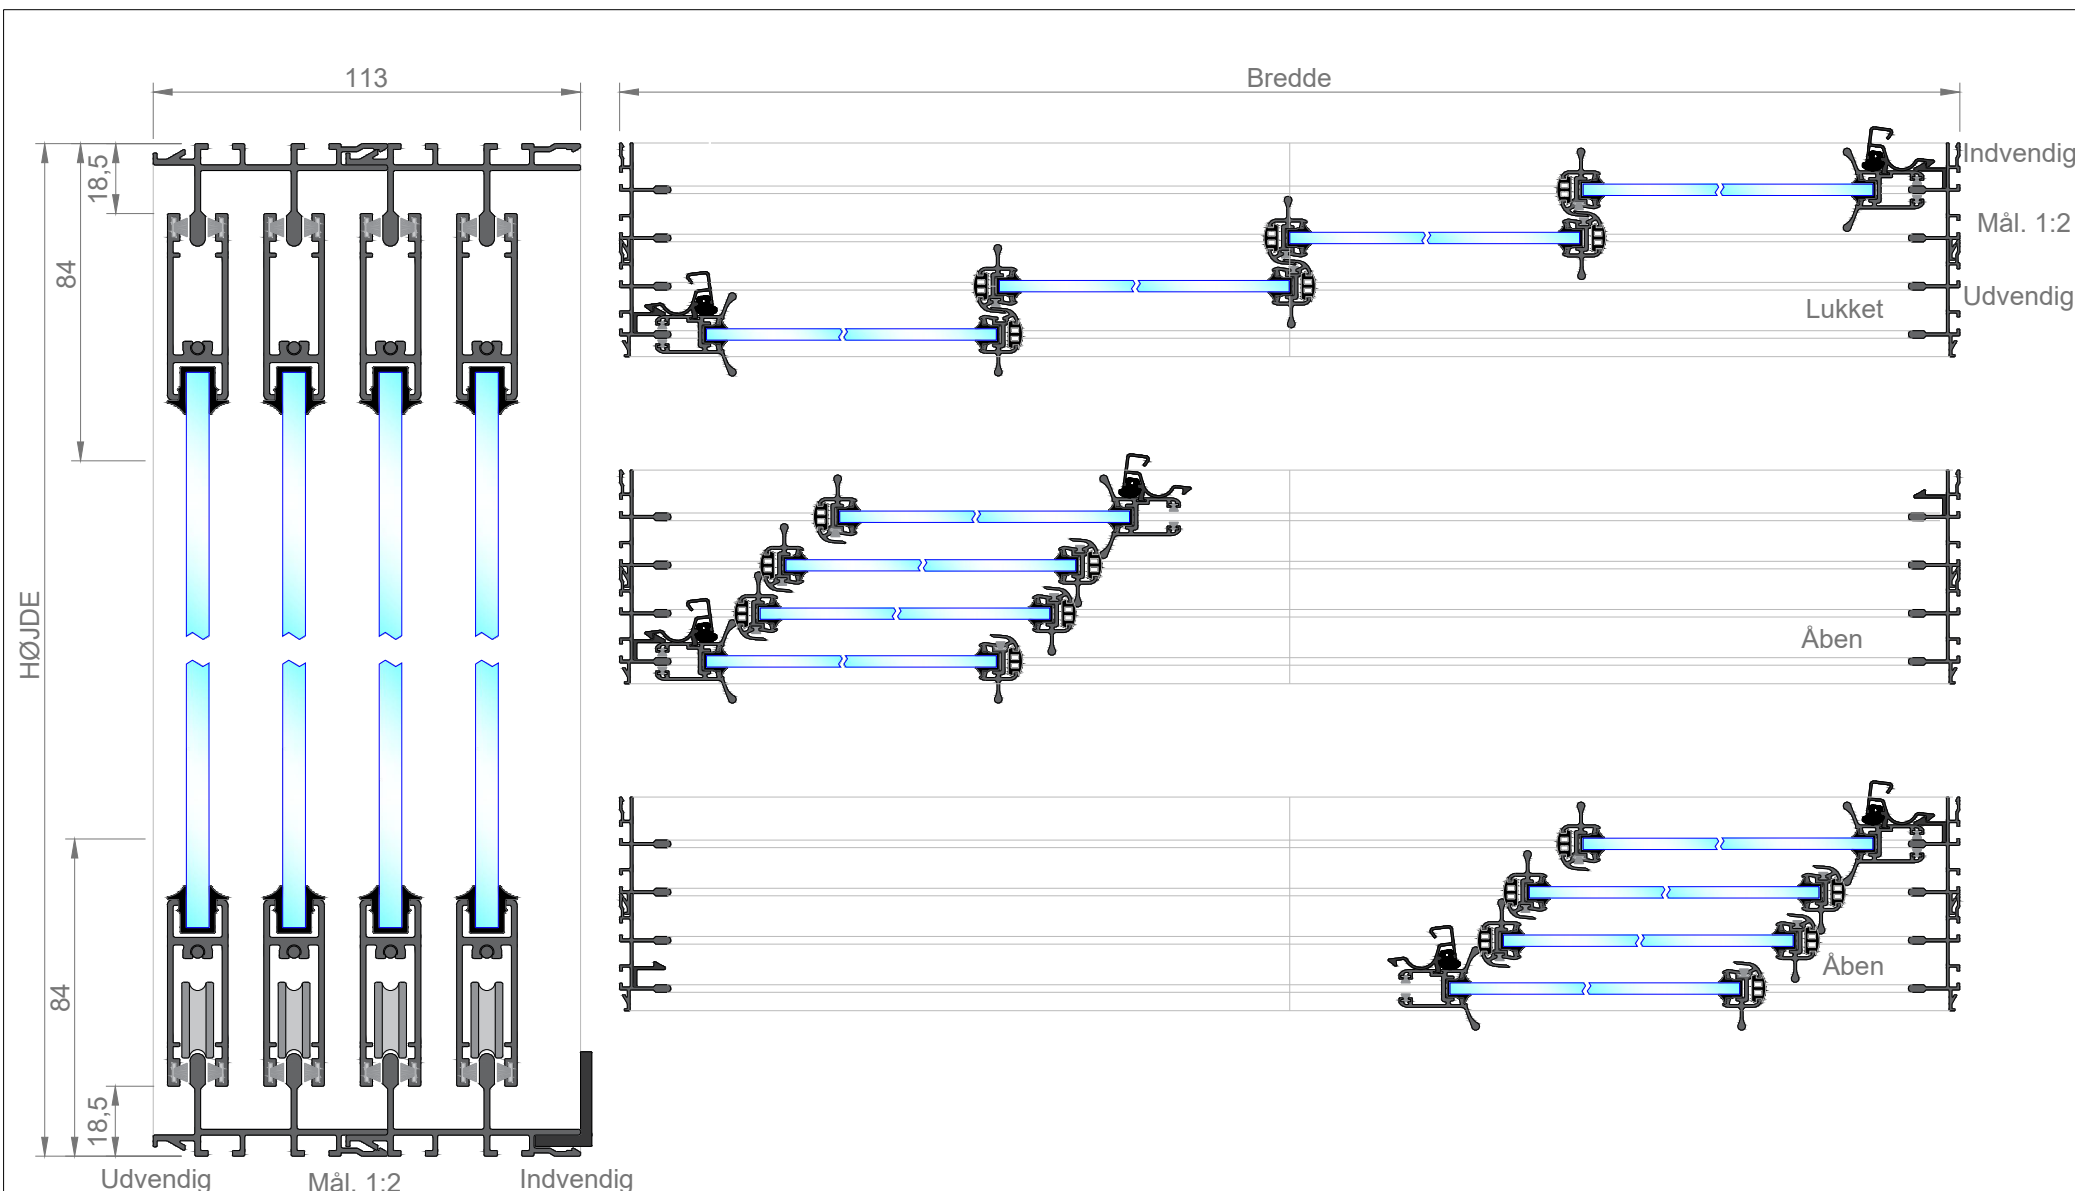 113
Bredde
18,5
84
HØJDE
84
18,5
Udvendig
Mål. 1:2
Indvendig
Indvendig
Mål. 1:2
Udvendig
Lukket
Åben
Åben